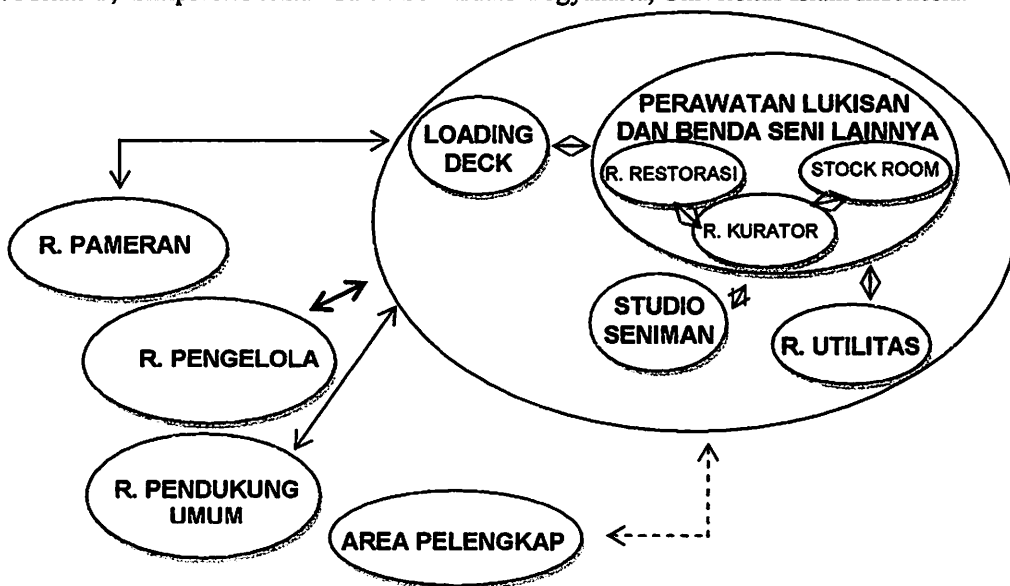 LOADING
DECK
PERAWATAN LUKISAN
DAN BENDA SENI LAINNYA
R. RESTORASI
STOCK ROOM
R. KURATOR
R. PAMERAN
STUDIO
SENIMAN
R. UTILITAS
R. PENGELOLA
R. PENDUKUNG
UMUM
AREA PELENGKAP